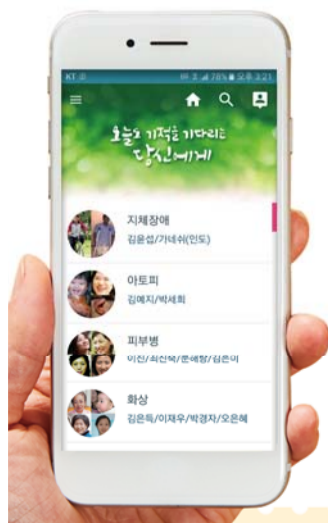 KT
78% 오후 3:21
오늘도 기적을 기다리는
당신에게
지체장애
김윤섭/가네쉬(인도)
아토피
김예지/박세희
피부병
이진/최신옥/문해향/김은미
화상
김은득/이재우/박경자/오은혜